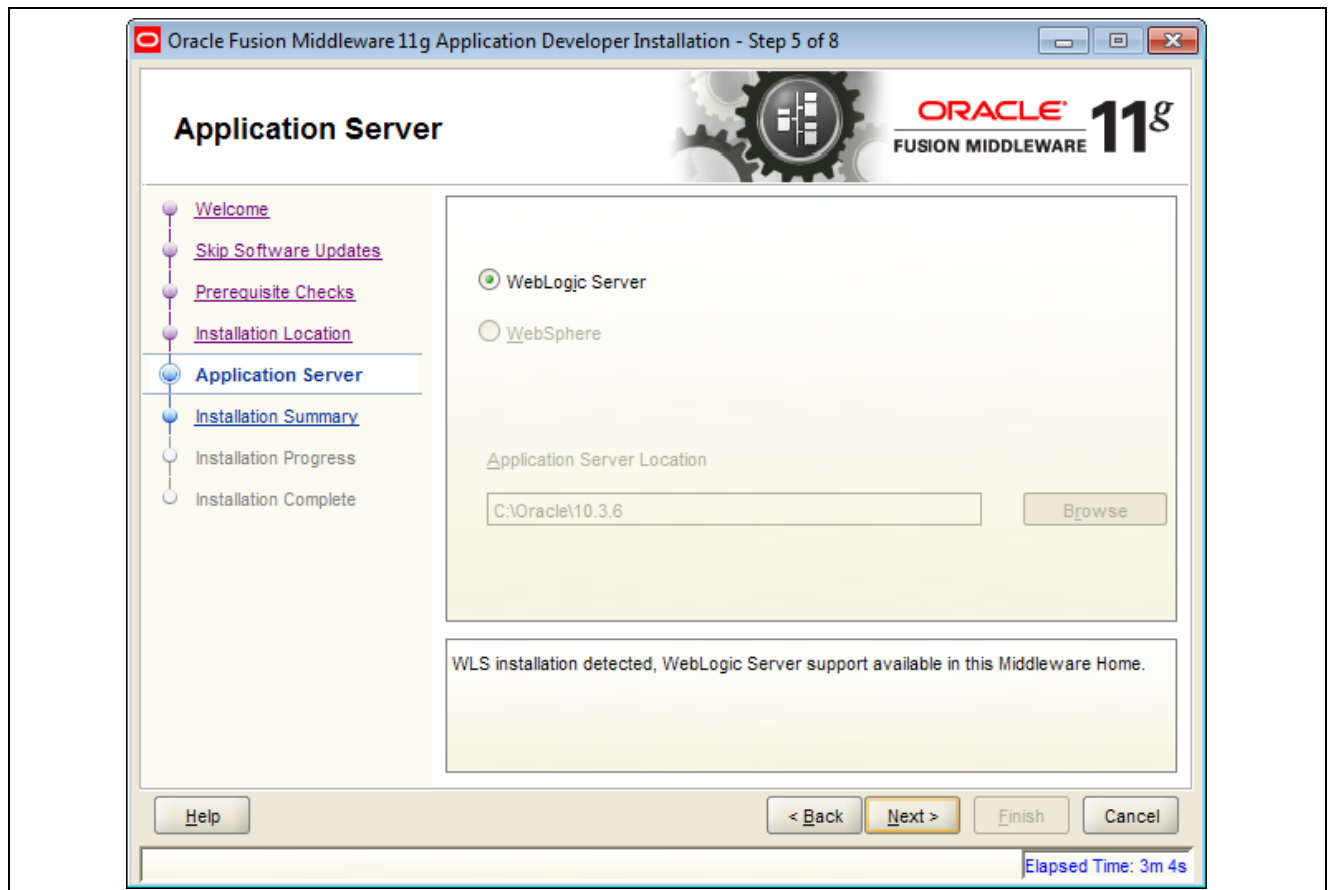 Oracle Fusion Middleware 11g Application Developer Installation - Step 5 of 8
Application Server
ORACLE
FUSION MIDDLEWARE
11g
Welcome
Skip Software Updates
Prerequisite Checks
Installation Location
Application Server
Installation Summary
Installation Progress
Installation Complete
WebLogic Server
WebSphere
Application Server Location
C:\Oracle\10.3.6
Browse
WLS installation detected, WebLogic Server support available in this Middleware Home.
Help
< Back
Next >
Finish
Cancel
Elapsed Time: 3m 4s